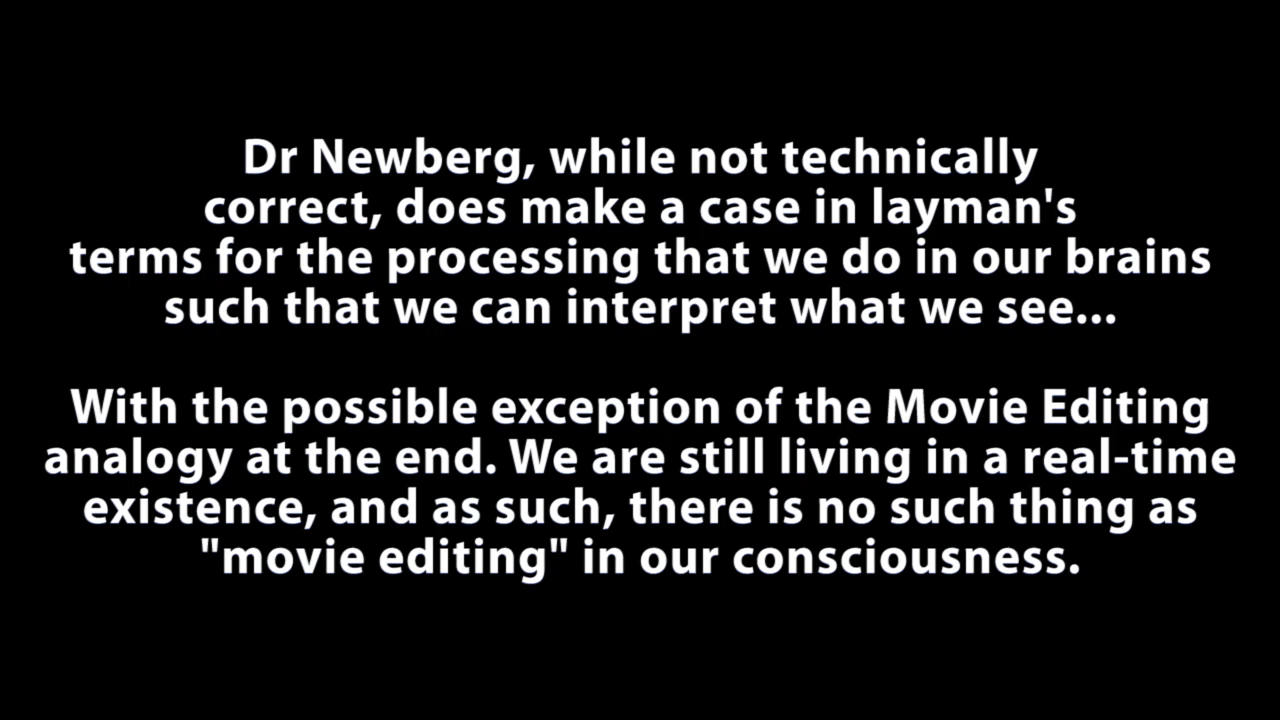 Dr Newberg, while not technically
correct, does make a case in layman's
terms for the processing that we do in our brains
such that we can interpret what we see...
With the possible exception of the Movie Editing
analogy at the end. We are still living in a real-time
existence, and as such, there is no such thing as
"movie editing" in our consciousness.